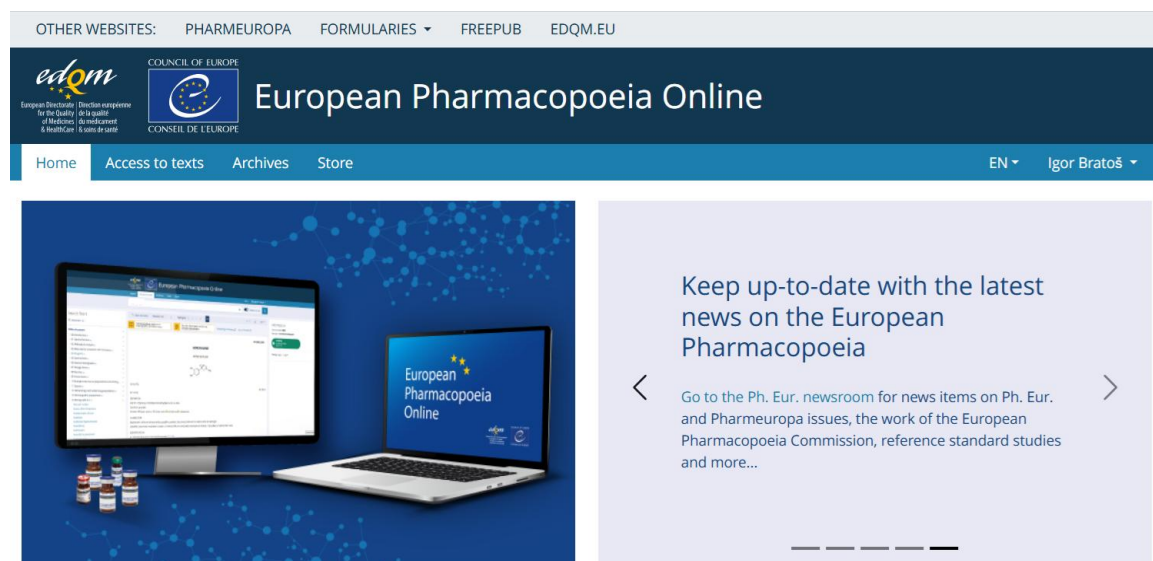 OTHER WEBSITES: PHARMEUROPA FORMULARIES FREEPUB EDQM.EU
edqm
European Directorate | Direction européenne
for the Quality | de la qualité
of Medicines | du médicament
& HealthCare | & soins de santé
COUNCIL OF EUROPE
CONSEIL DE L'EUROPE
European Pharmacopoeia Online
Home Access to texts Archives Store EN Igor Bratoš
European Pharmacopoeia Online
European
Pharmacopoeia
Online
edqm
Keep up-to-date with the latest
news on the European
Pharmacopoeia
Go to the Ph. Eur. newsroom for news items on Ph. Eur.
and Pharmeuropa issues, the work of the European
Pharmacopoeia Commission, reference standard studies
and more...